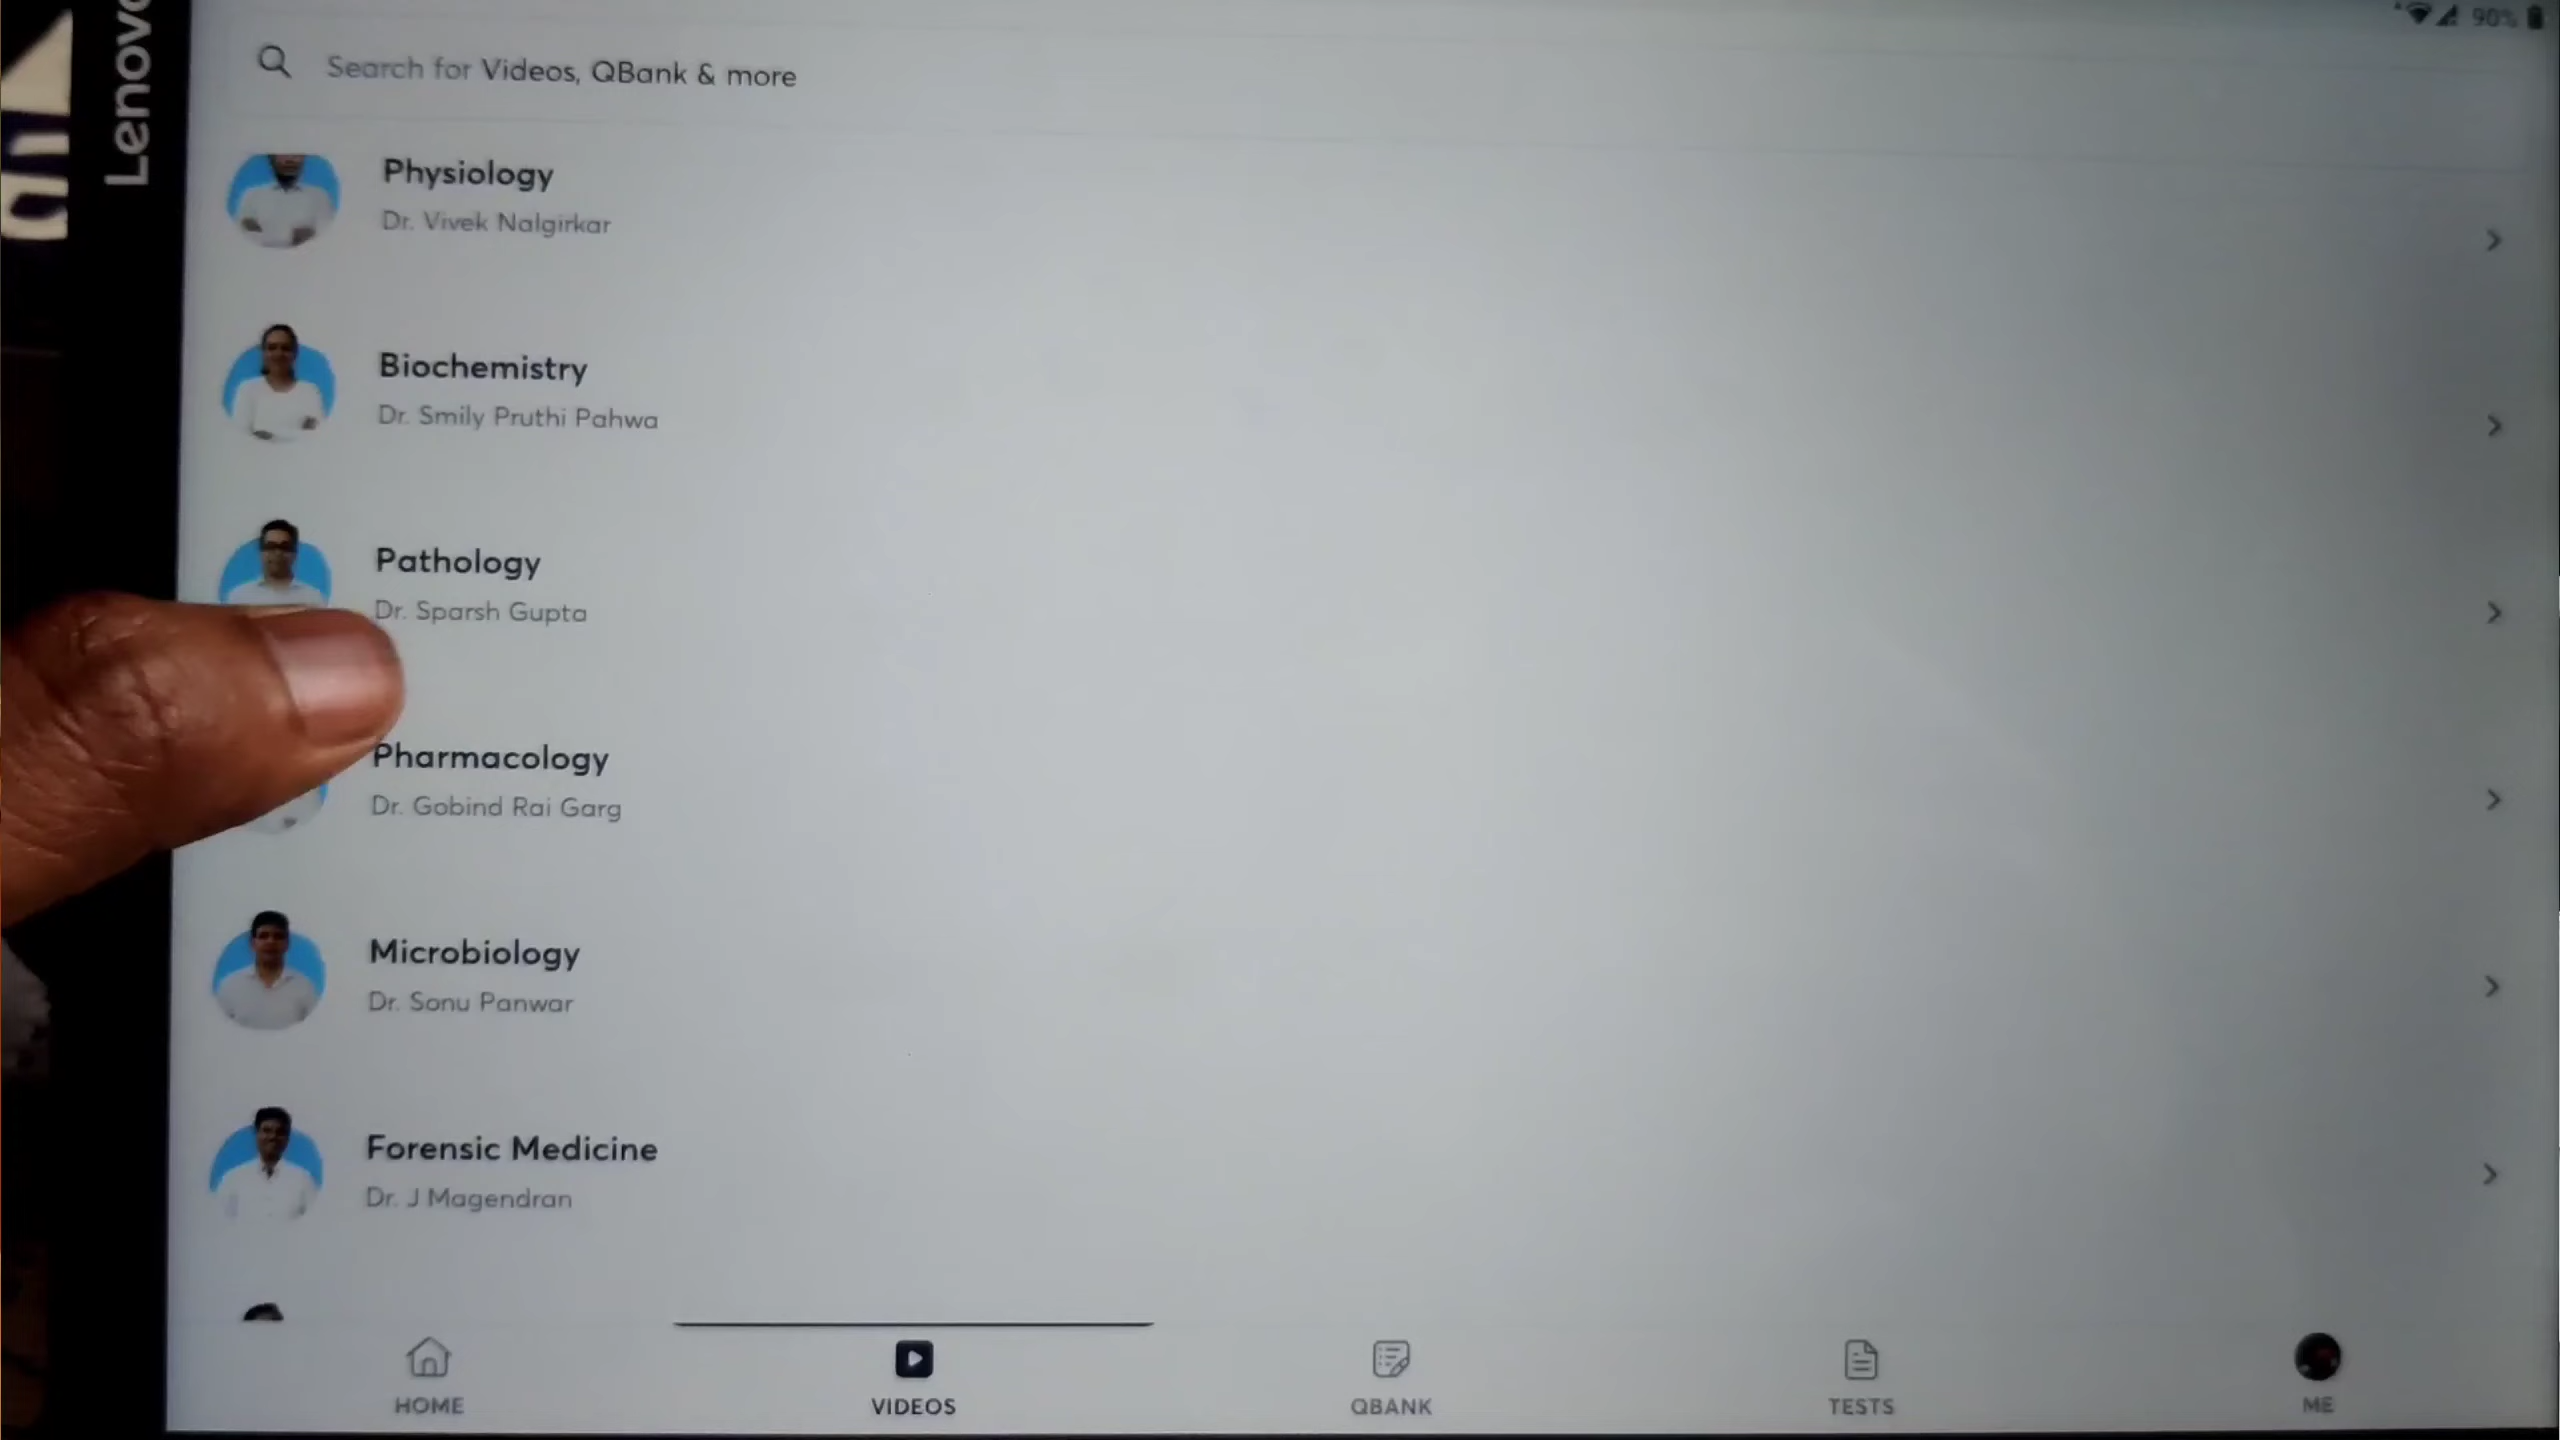 Lenovo
90%
Search for Videos, QBank & more
Physiology
Dr. Vivek Nalgirkar
Biochemistry
Dr. Smily Pruthi Pahwa
Pathology
Dr. Sparsh Gupta
Pharmacology
Dr. Gobind Rai Garg
Microbiology
Dr. Sonu Panwar
Forensic Medicine
Dr. J Magendran
HOME
VIDEOS
QBANK
TESTS
ME